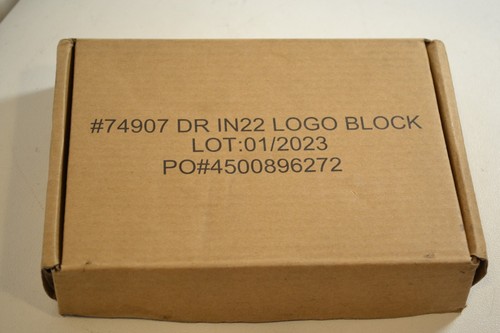 #74907 DR IN22 LOGO BLOCK
LOT:01/2023
PO#4500896272